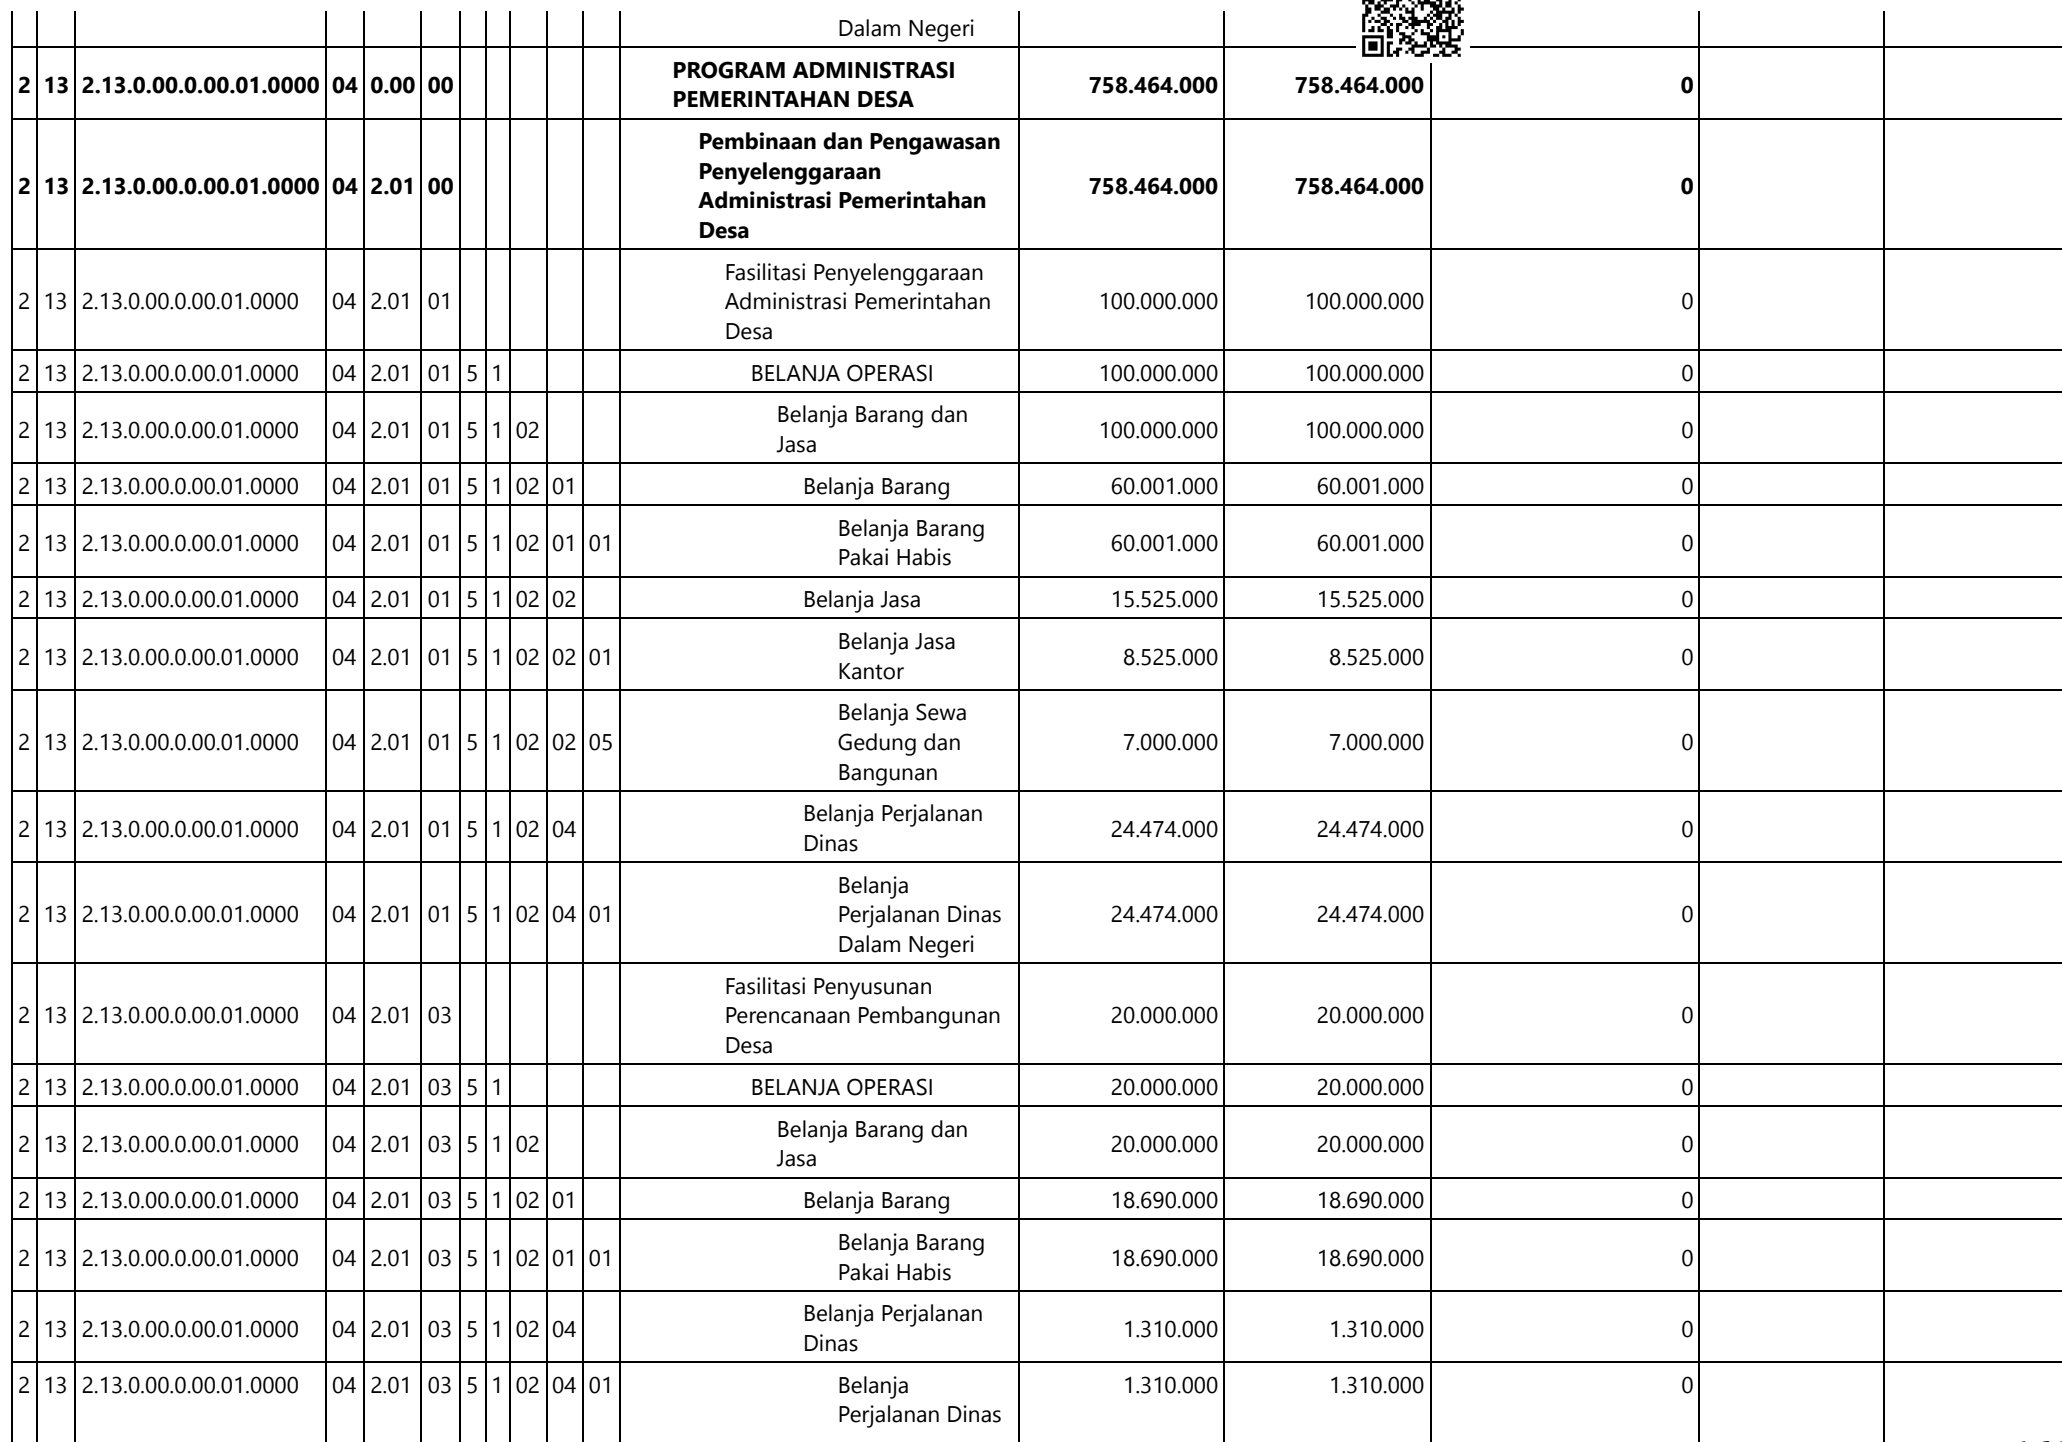 Dalam Negeri
2 13 2.13.0.00.0.00.01.0000 04 0.00 00 PROGRAM ADMINISTRASI PEMERINTAHAN DESA 758.464.000 758.464.000 0
2 13 2.13.0.00.0.00.01.0000 04 2.01 00 Pembinaan dan Pengawasan Penyelenggaraan Administrasi Pemerintahan Desa 758.464.000 758.464.000 0
2 13 2.13.0.00.0.00.01.0000 04 2.01 01 Fasilitasi Penyelenggaraan Administrasi Pemerintahan Desa 100.000.000 100.000.000 0
2 13 2.13.0.00.0.00.01.0000 04 2.01 01 5 1 BELANJA OPERASI 100.000.000 100.000.000 0
2 13 2.13.0.00.0.00.01.0000 04 2.01 01 5 1 02 Belanja Barang dan Jasa 100.000.000 100.000.000 0
2 13 2.13.0.00.0.00.01.0000 04 2.01 01 5 1 02 01 Belanja Barang 60.001.000 60.001.000 0
2 13 2.13.0.00.0.00.01.0000 04 2.01 01 5 1 02 01 01 Belanja Barang Pakai Habis 60.001.000 60.001.000 0
2 13 2.13.0.00.0.00.01.0000 04 2.01 01 5 1 02 02 Belanja Jasa 15.525.000 15.525.000 0
2 13 2.13.0.00.0.00.01.0000 04 2.01 01 5 1 02 02 01 Belanja Jasa Kantor 8.525.000 8.525.000 0
2 13 2.13.0.00.0.00.01.0000 04 2.01 01 5 1 02 02 05 Belanja Sewa Gedung dan Bangunan 7.000.000 7.000.000 0
2 13 2.13.0.00.0.00.01.0000 04 2.01 01 5 1 02 04 Belanja Perjalanan Dinas 24.474.000 24.474.000 0
2 13 2.13.0.00.0.00.01.0000 04 2.01 01 5 1 02 04 01 Belanja Perjalanan Dinas Dalam Negeri 24.474.000 24.474.000 0
2 13 2.13.0.00.0.00.01.0000 04 2.01 03 Fasilitasi Penyusunan Perencanaan Pembangunan Desa 20.000.000 20.000.000 0
2 13 2.13.0.00.0.00.01.0000 04 2.01 03 5 1 BELANJA OPERASI 20.000.000 20.000.000 0
2 13 2.13.0.00.0.00.01.0000 04 2.01 03 5 1 02 Belanja Barang dan Jasa 20.000.000 20.000.000 0
2 13 2.13.0.00.0.00.01.0000 04 2.01 03 5 1 02 01 Belanja Barang 18.690.000 18.690.000 0
2 13 2.13.0.00.0.00.01.0000 04 2.01 03 5 1 02 01 01 Belanja Barang Pakai Habis 18.690.000 18.690.000 0
2 13 2.13.0.00.0.00.01.0000 04 2.01 03 5 1 02 04 Belanja Perjalanan Dinas 1.310.000 1.310.000 0
2 13 2.13.0.00.0.00.01.0000 04 2.01 03 5 1 02 04 01 Belanja Perjalanan Dinas 1.310.000 1.310.000 0